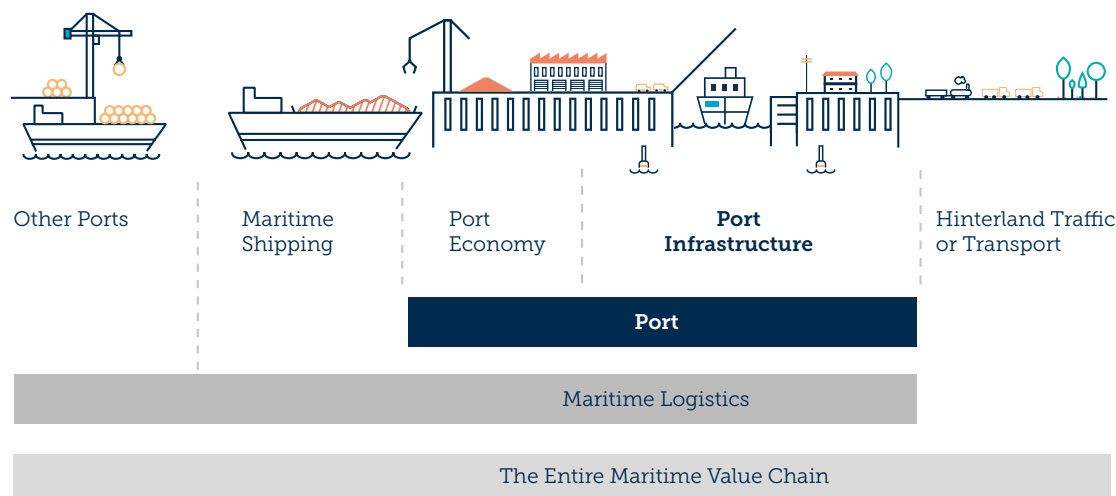 Other Ports
Maritime
Shipping
Port
Economy
Port
Infrastructure
Hinterland Traffic
or Transport
Port
Maritime Logistics
The Entire Maritime Value Chain